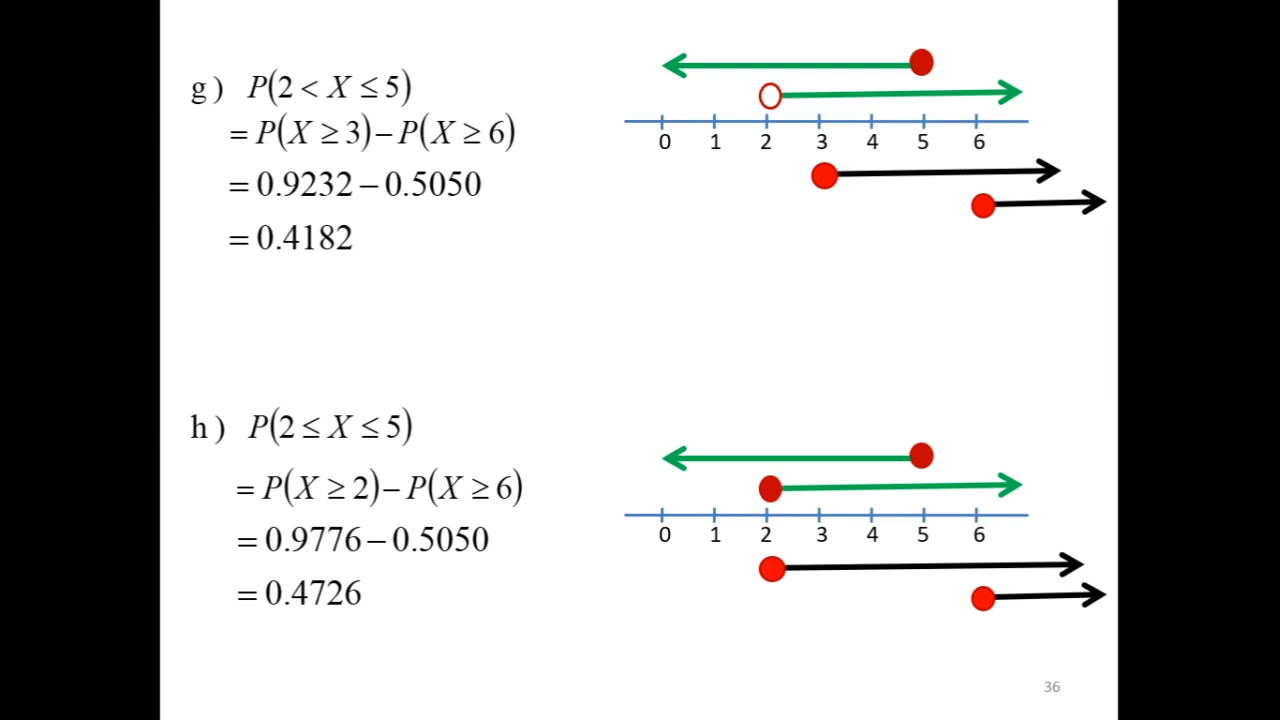 g) P(2 < X ≤ 5)
= P(X ≥ 3) − P(X ≥ 6)
= 0.9232 − 0.5050
= 0.4182
0 1 2 3 4 5 6
h) P(2 ≤ X ≤ 5)
= P(X ≥ 2) − P(X ≥ 6)
= 0.9776 − 0.5050
= 0.4726
0 1 2 3 4 5 6
36